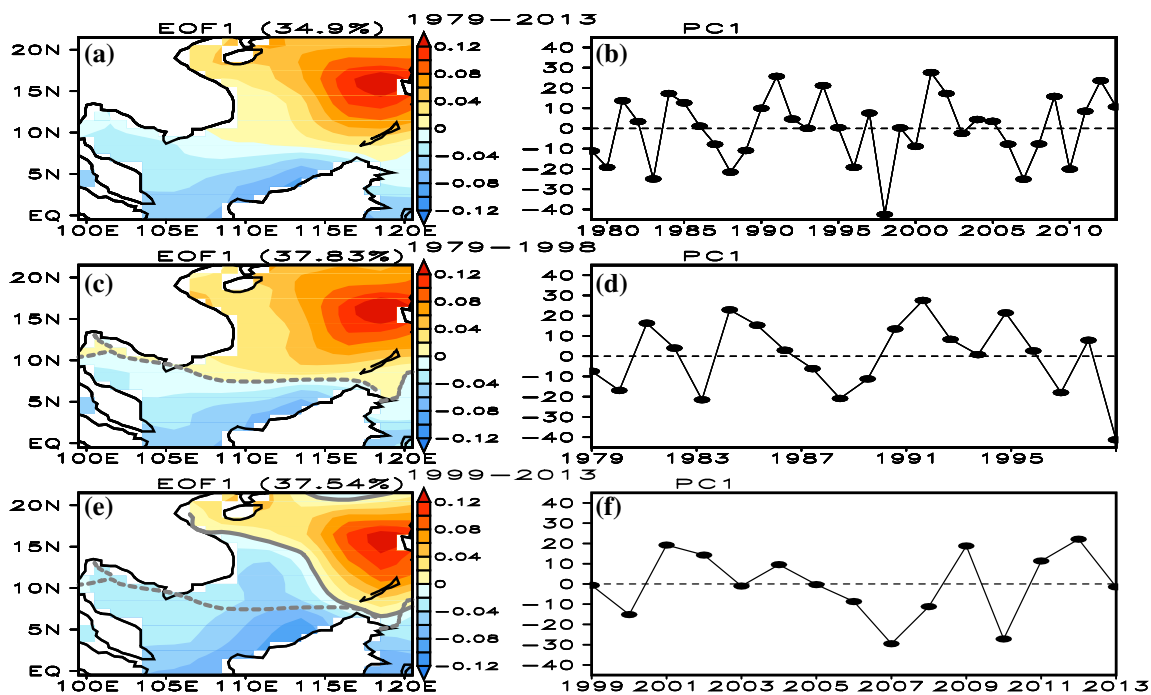 1979−2013
EOF1 (34.9%)
PC1
(a)
20N
15N
10N
5N
EQ
100E 105E 110E 115E 120E
0.12
0.08
0.04
0
−0.04
−0.08
−0.12
(b)
40
30
20
10
0
−10
−20
−30
−40
1980 1985 1990 1995 2000 2005 2010
1979−1998
EOF1 (37.83%)
PC1
(c)
20N
15N
10N
5N
EQ
100E 105E 110E 115E 120E
0.12
0.08
0.04
0
−0.04
−0.08
−0.12
(d)
40
30
20
10
0
−10
−20
−30
−40
1979 1983 1987 1991 1995
1999−2013
EOF1 (37.54%)
PC1
(e)
20N
15N
10N
5N
EQ
100E 105E 110E 115E 120E
0.12
0.08
0.04
0
−0.04
−0.08
−0.12
(f)
40
30
20
10
0
−10
−20
−30
−40
1999 2001 2003 2005 2007 2009 2011 2013